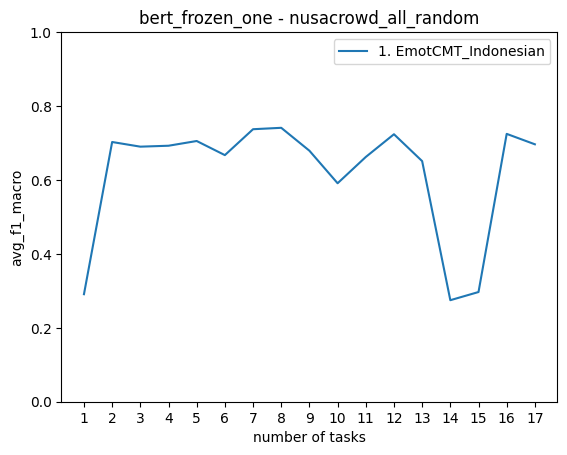 bert_frozen_one - nusacrowd_all_random
1. EmotCMT_Indonesian
avg_f1_macro
1.0
0.8
0.6
0.4
0.2
0.0
1 2 3 4 5 6 7 8 9 10 11 12 13 14 15 16 17
number of tasks